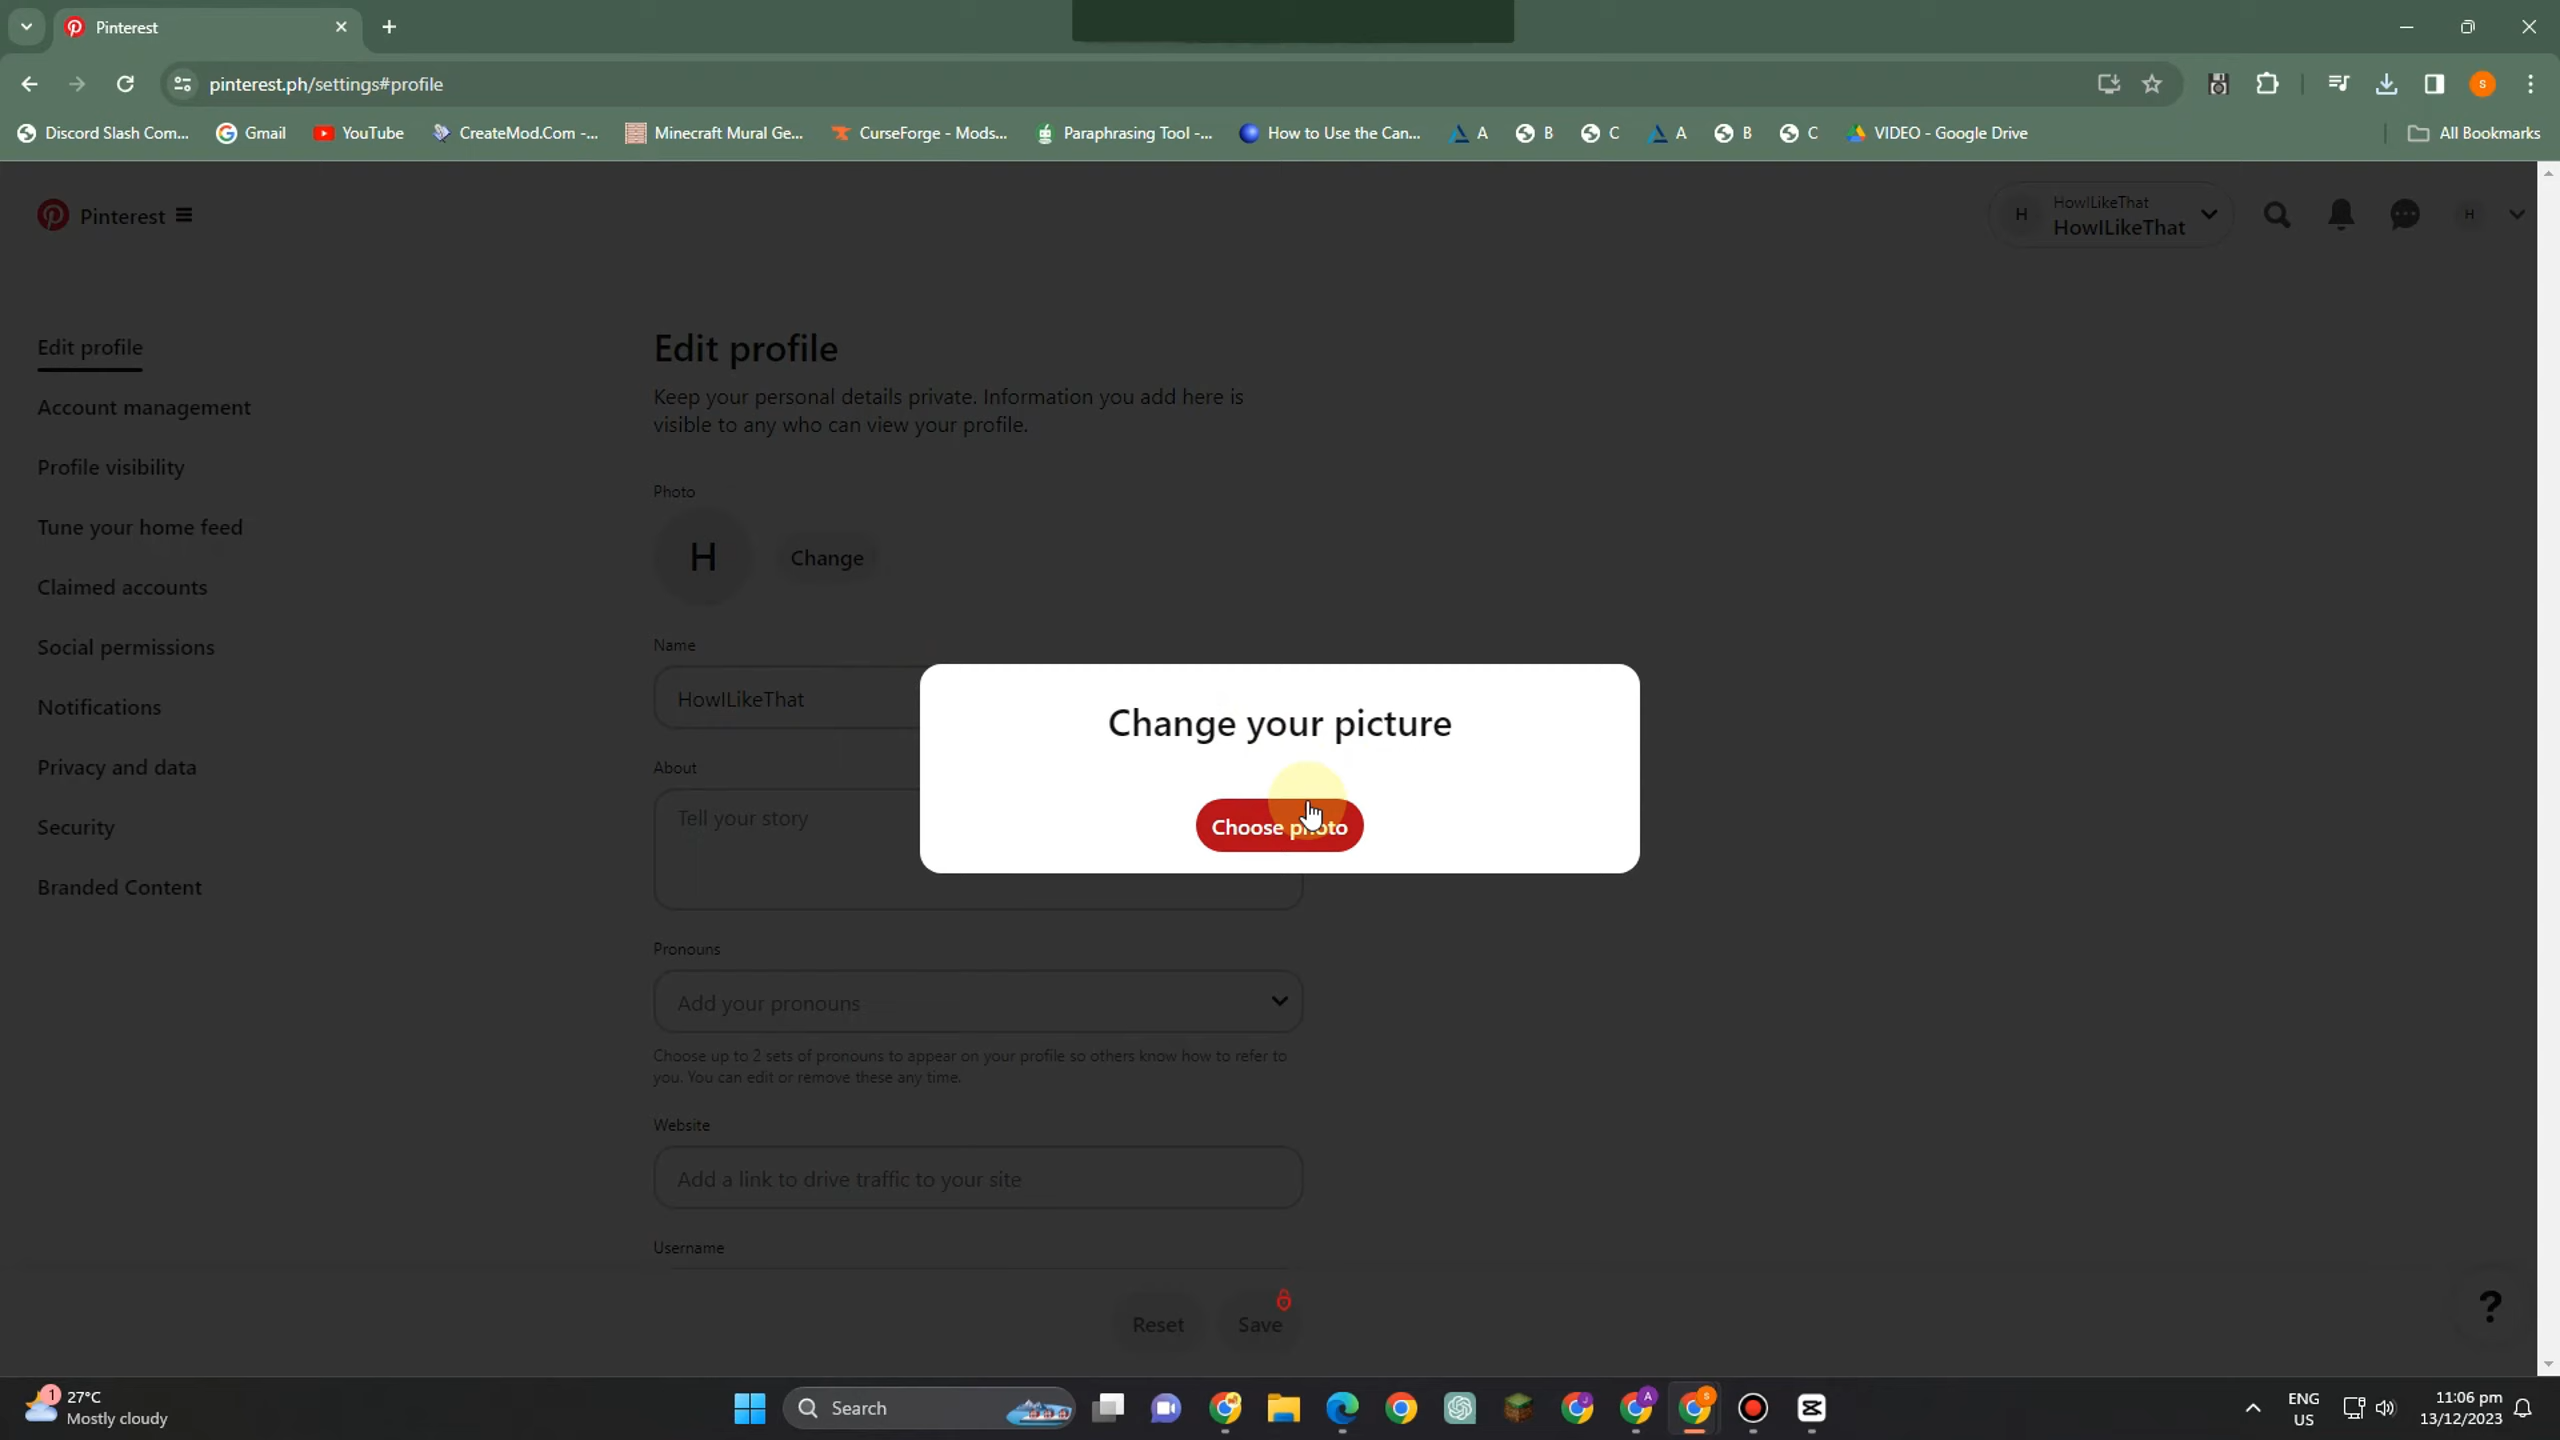 Pinterest
pinterest.ph/settings#profile
S
Discord Slash Com...
Gmail
YouTube
CreateMod.Com -...
Minecraft Mural Ge...
CurseForge - Mods...
Paraphrasing Tool -...
How to Use the Can...
A
B
C
A
B
C
VIDEO - Google Drive
All Bookmarks
Pinterest
H
HowILikeThat
HowILikeThat
H
Edit profile
Account management
Profile visibility
Tune your home feed
Claimed accounts
Social permissions
Notifications
Privacy and data
Security
Branded Content
Edit profile
Keep your personal details private. Information you add here is
visible to any who can view your profile.
Photo
H
Change
Name
HowILikeThat
About
Tell your story
Change your picture
Choose photo
Pronouns
Add your pronouns
Choose up to 2 sets of pronouns to appear on your profile so others know how to refer to
you. You can edit or remove these any time.
Website
Add a link to drive traffic to your site
Username
Reset
Save
?
1
27°C
Mostly cloudy
Search
J
A
S
ENG
US
11:06 pm
13/12/2023